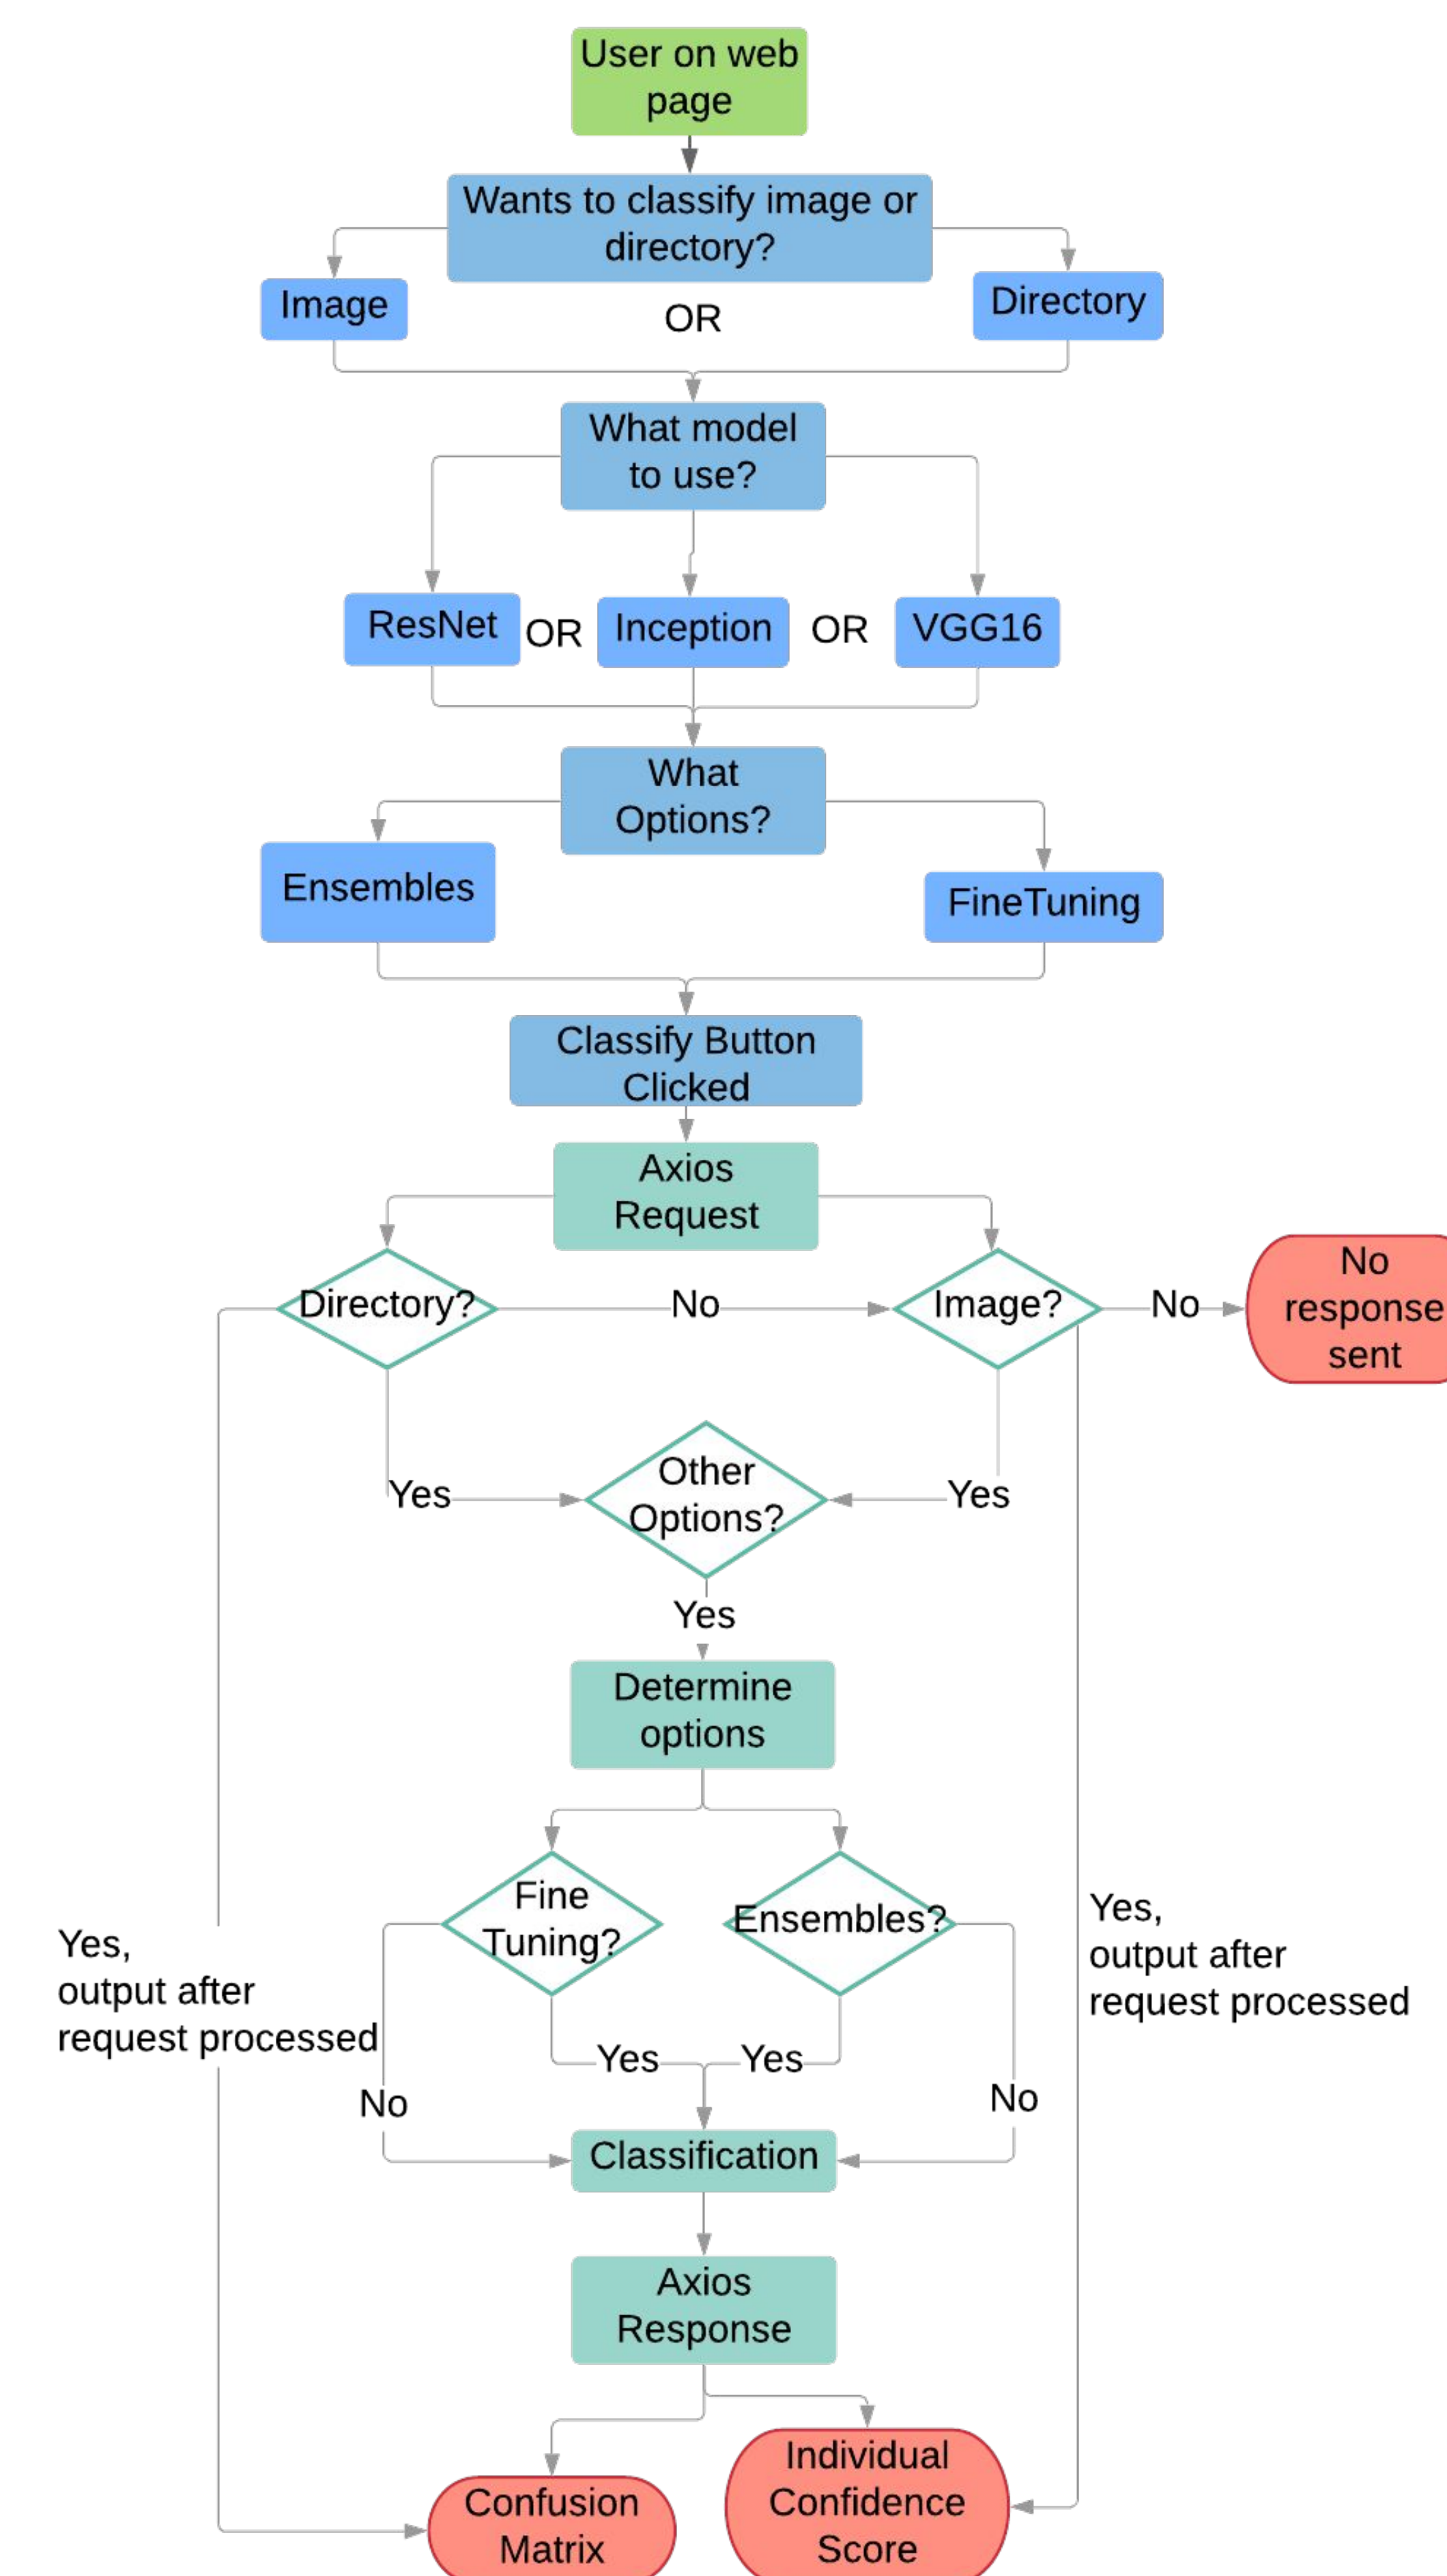 User on web
page
Wants to classify image or
directory?
Image
OR
Directory
What model
to use?
ResNet
OR
Inception
OR
VGG16
What
Options?
Ensembles
FineTuning
Classify Button
Clicked
Axios
Request
Directory?
No
Image?
No
No
response
sent
Yes
Other
Options?
Yes
Yes
Determine
options
Fine
Tuning?
Ensembles?
Yes,
output after
request processed
Yes,
output after
request processed
Yes
Yes
No
No
Classification
Axios
Response
Confusion
Matrix
Individual
Confidence
Score